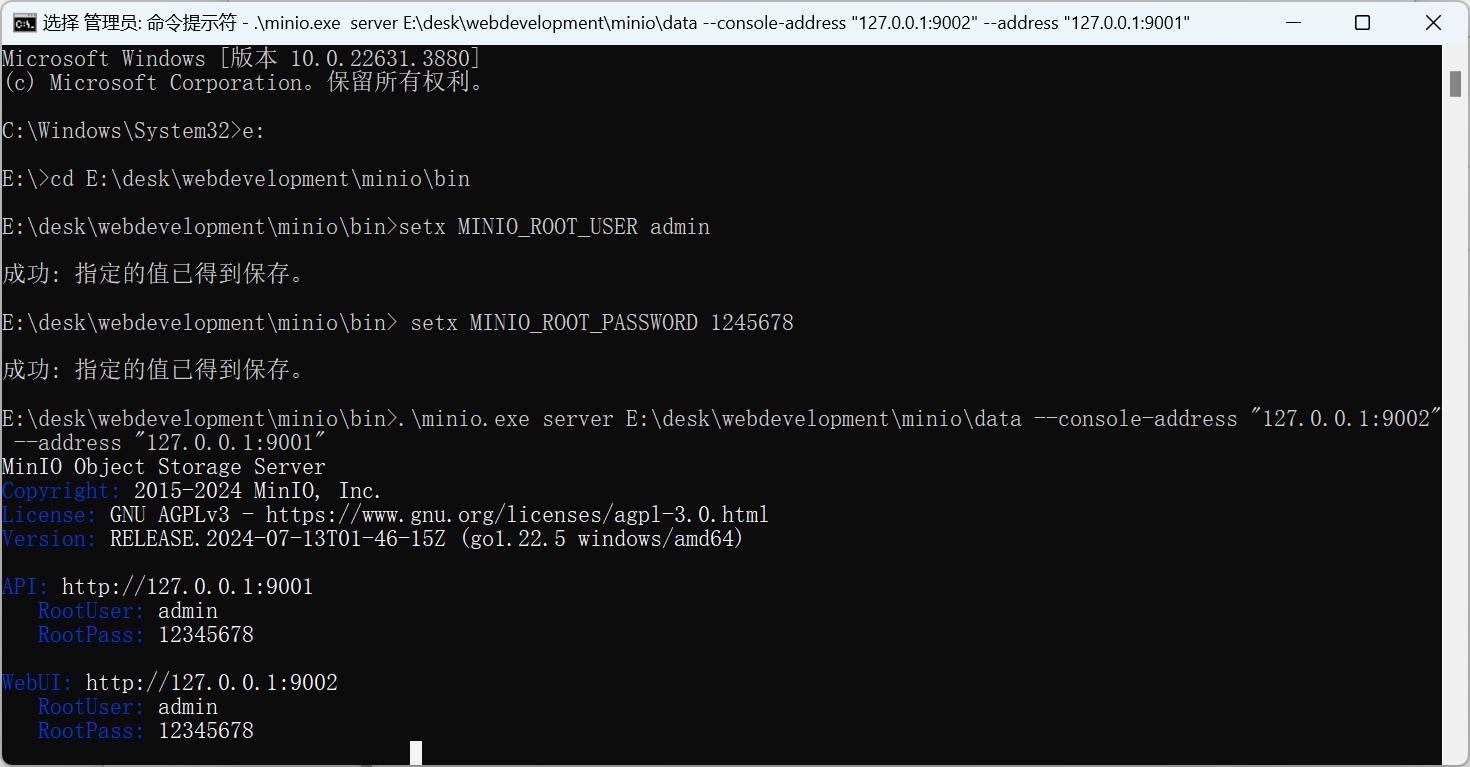 选择 管理员: 命令提示符 - .\minio.exe  server E:\desk\webdevelopment\minio\data --console-address "127.0.0.1:9002" --address "127.0.0.1:9001"
Microsoft Windows [版本 10.0.22631.3880]
(c) Microsoft Corporation。保留所有权利。
C:\Windows\System32>e:
E:\>cd E:\desk\webdevelopment\minio\bin
E:\desk\webdevelopment\minio\bin>setx MINIO_ROOT_USER admin
成功: 指定的值已得到保存。
E:\desk\webdevelopment\minio\bin> setx MINIO_ROOT_PASSWORD 1245678
成功: 指定的值已得到保存。
E:\desk\webdevelopment\minio\bin>.\minio.exe server E:\desk\webdevelopment\minio\data --console-address "127.0.0.1:9002"
--address "127.0.0.1:9001"
MinIO Object Storage Server
Copyright: 2015-2024 MinIO, Inc.
License: GNU AGPLv3 - https://www.gnu.org/licenses/agpl-3.0.html
Version: RELEASE.2024-07-13T01-46-15Z (go1.22.5 windows/amd64)
API: http://127.0.0.1:9001
RootUser: admin
RootPass: 12345678
WebUI: http://127.0.0.1:9002
RootUser: admin
RootPass: 12345678